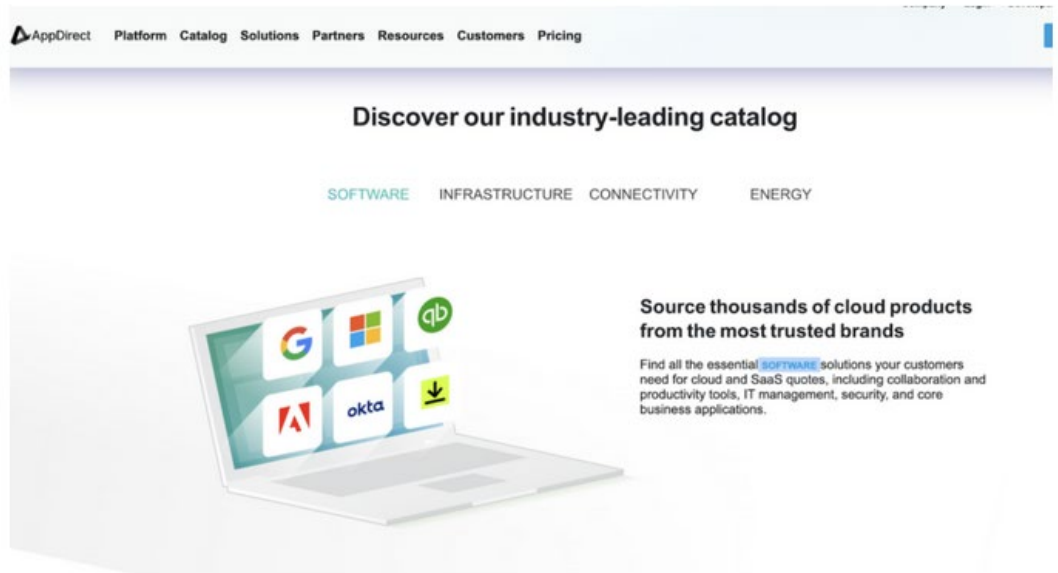 AppDirect Platform Catalog Solutions Partners Resources Customers Pricing
Discover our industry-leading catalog
SOFTWARE INFRASTRUCTURE CONNECTIVITY ENERGY
qb
okta
Source thousands of cloud products
from the most trusted brands
Find all the essential SOFTWARE solutions your customers
need for cloud and SaaS quotes, including collaboration and
productivity tools, IT management, security, and core
business applications.